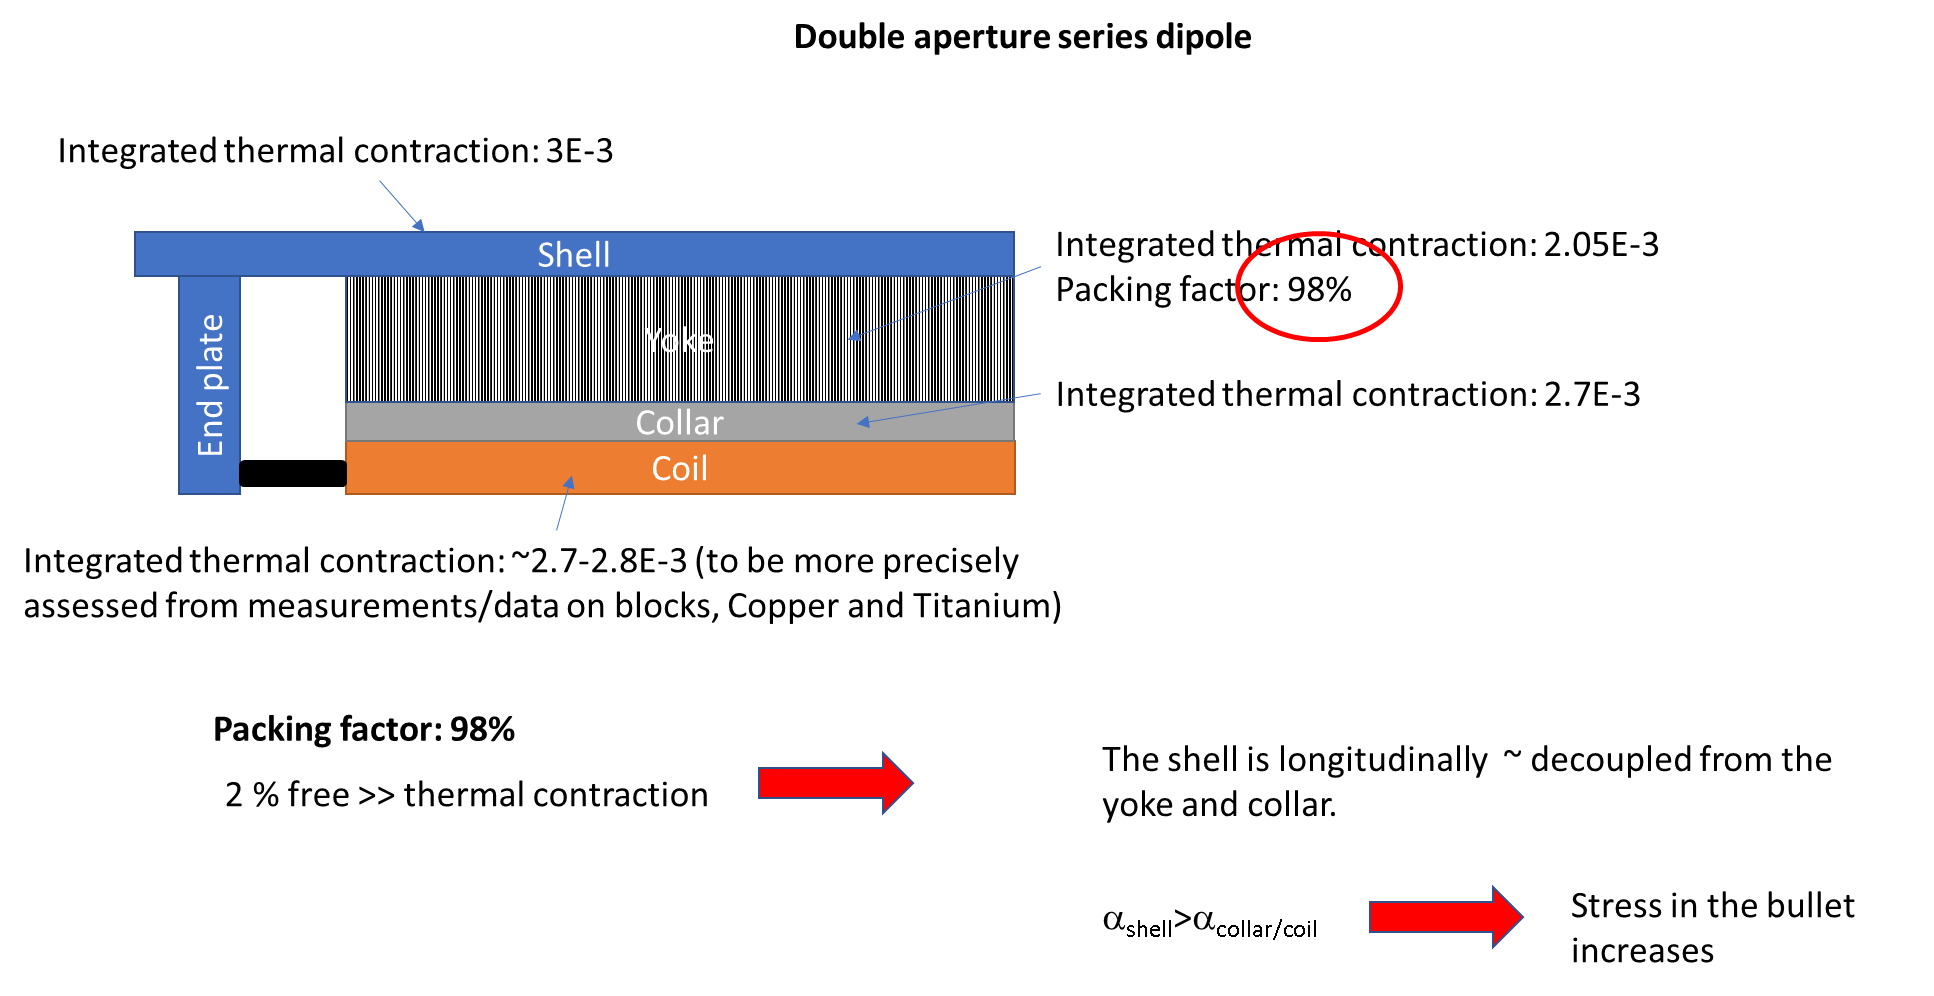 Double aperture series dipole
Integrated thermal contraction: 3E-3
Shell
Integrated thermal contraction: 2.05E-3
Packing factor: 98%
Yoke
End plate
Integrated thermal contraction: 2.7E-3
Collar
Coil
Integrated thermal contraction: ~2.7-2.8E-3 (to be more precisely
assessed from measurements/data on blocks, Copper and Titanium)
Packing factor: 98%
2 % free >> thermal contraction
The shell is longitudinally ~ decoupled from the
yoke and collar.
αshell>αcollar/coil
Stress in the bullet
increases